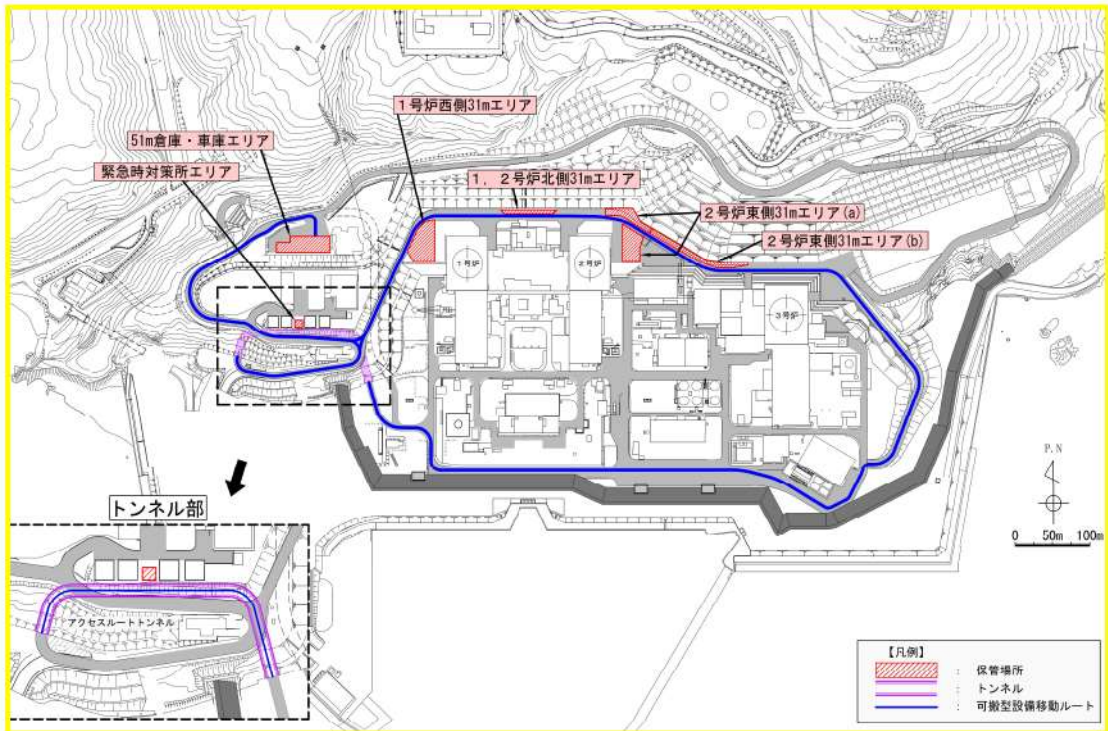 1号炉西側31mエリア
51m倉庫・車庫エリア
緊急時対策所エリア
1,2号炉北側31mエリア
2号炉東側31mエリア(a)
2号炉東側31mエリア(b)
1号炉
2号炉
3号炉
P.N
0 50m 100m
トンネル部
アクセスルートトンネル
【凡例】
: 保管場所
: トンネル
: 可搬型設備移動ルート